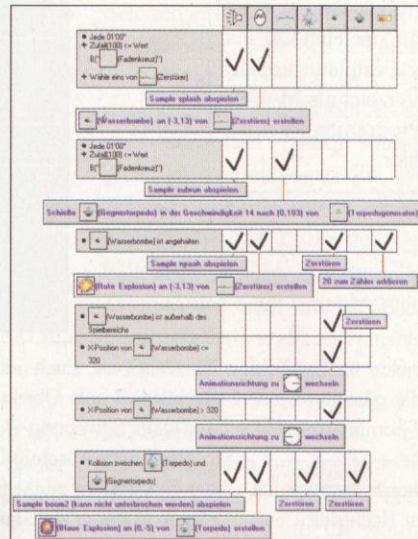 Jede 01'00"
+ Zufall(100) <= Wert
B(" (Fadenkreuz)")
+ Wähle eins von (Zerstörer)
Sample splash abspielen
(Wasserbombe) an (-3,13) von (Zerstörer) erstellen
Jede 01'00"
+ Zufall(100) <= Wert
B(" (Fadenkreuz)")
Sample subrun abspielen
Schieße (Gegnertorpedo) in der Geschwindigkeit 14 nach (0,103) von (Torpedogenerator)
(Wasserbombe) ist angehalten
Sample npush abspielen
Zerstören
20 zum Zähler addieren
(Rote Explosion) an (-3,13) von (Zerstörer) erstellen
(Wasserbombe) ist außerhalb des
Spielbereichs
Zerstören
X-Position von (Wasserbombe) <=
320
Animationsrichtung zu wechseln
X-Position von (Wasserbombe) > 320
Animationsrichtung zu wechseln
Kollision zwischen (Torpedo) und
(Gegnertorpedo)
Sample boom2 (kann nicht unterbrochen werden) abspielen
Zerstören
Zerstören
(Blaue Explosion) an (0,-5) von (Torpedo) erstellen